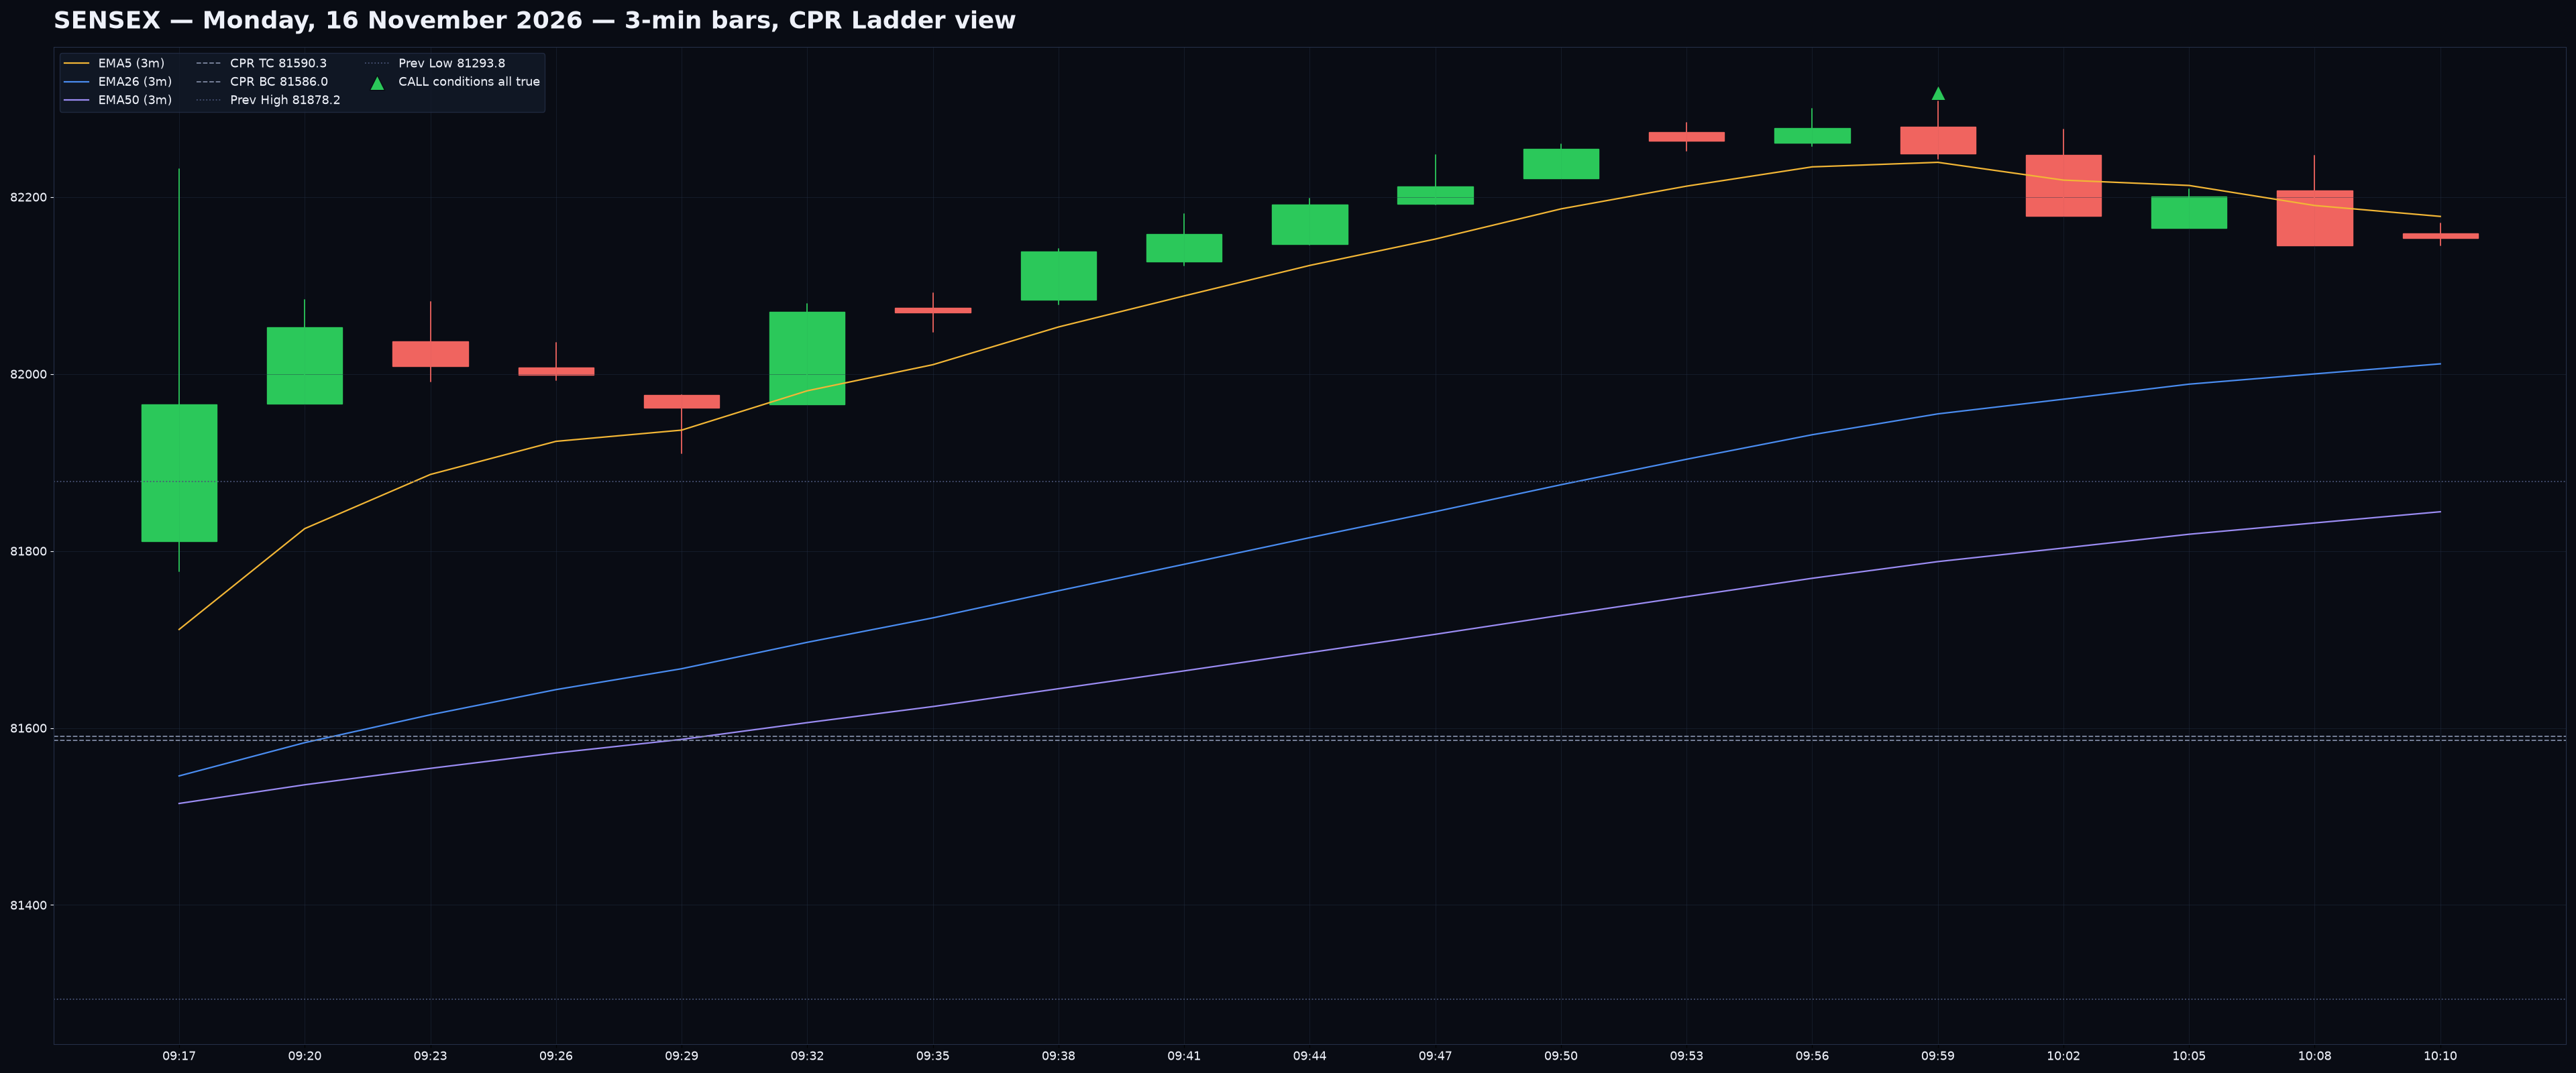 SENSEX — Monday, 16 November 2026 — 3-min bars, CPR Ladder view
EMA5 (3m)
EMA26 (3m)
EMA50 (3m)
CPR TC 81590.3
CPR BC 81586.0
Prev High 81878.2
Prev Low 81293.8
CALL conditions all true
82200
82000
81800
81600
81400
09:17 09:20 09:23 09:26 09:29 09:32 09:35 09:38 09:41 09:44 09:47 09:50 09:53 09:56 09:59 10:02 10:05 10:08 10:10